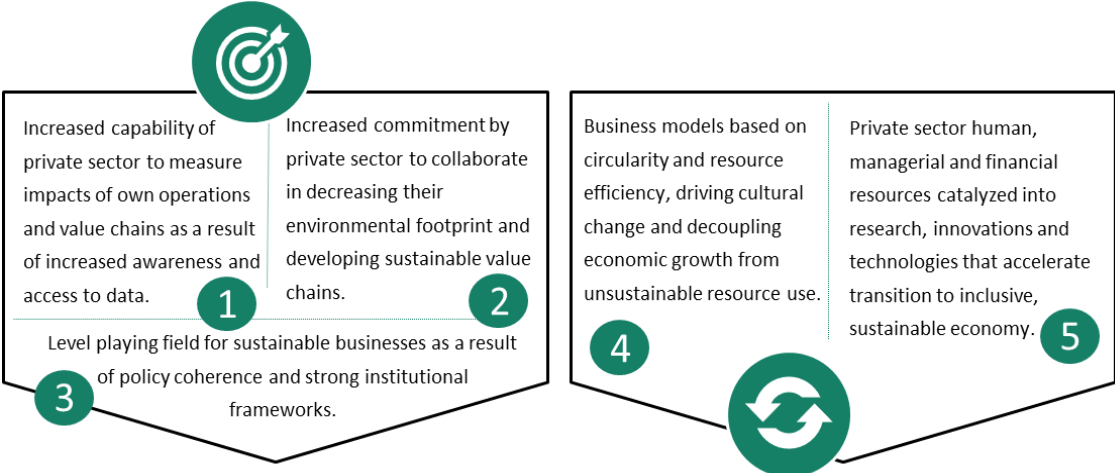 Increased capability of
private sector to measure
impacts of own operations
and value chains as a result
of increased awareness and
access to data.
1
Increased commitment by
private sector to collaborate
in decreasing their
environmental footprint and
developing sustainable value
chains.
2
Level playing field for sustainable businesses as a result
of policy coherence and strong institutional
frameworks.
3
Business models based on
circularity and resource
efficiency, driving cultural
change and decoupling
economic growth from
unsustainable resource use.
4
Private sector human,
managerial and financial
resources catalyzed into
research, innovations and
technologies that accelerate
transition to inclusive,
sustainable economy.
5